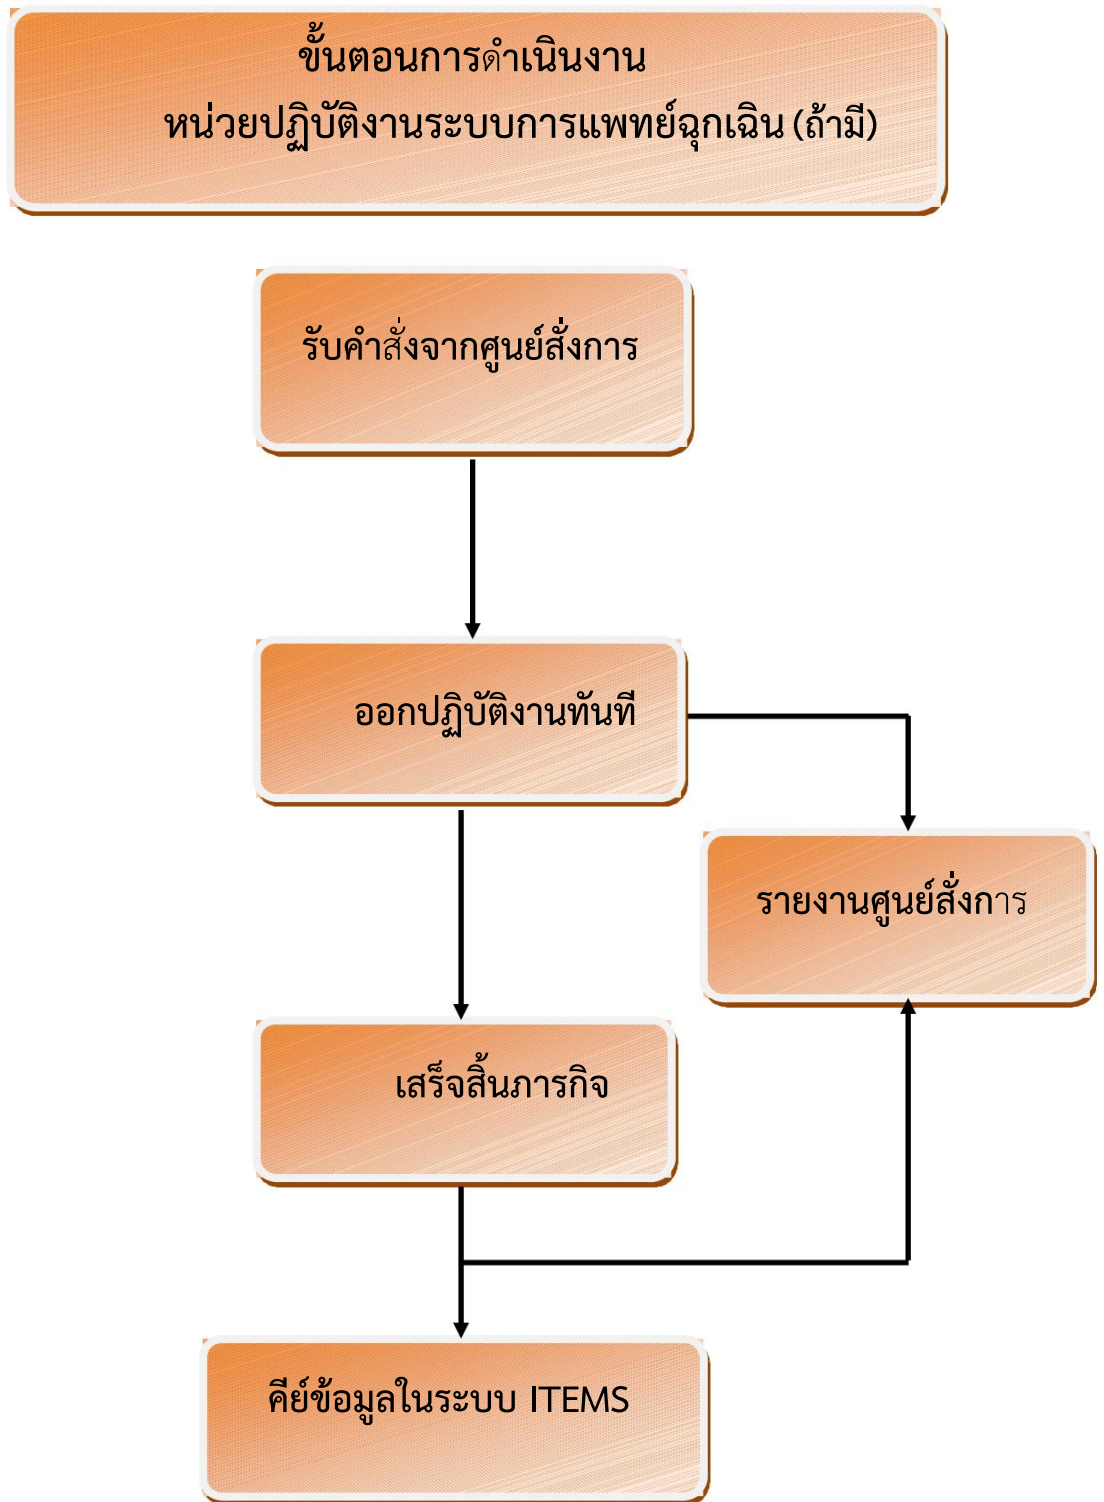 ขั้นตอนการดำเนินงาน
หน่วยปฏิบัติงานระบบการแพทย์ฉุกเฉิน (ถ้ามี)
รับคำสั่งจากศูนย์สั่งการ
ออกปฏิบัติงานทันที
รายงานศูนย์สั่งการ
เสร็จสิ้นภารกิจ
คีย์ข้อมูลในระบบ ITEMS